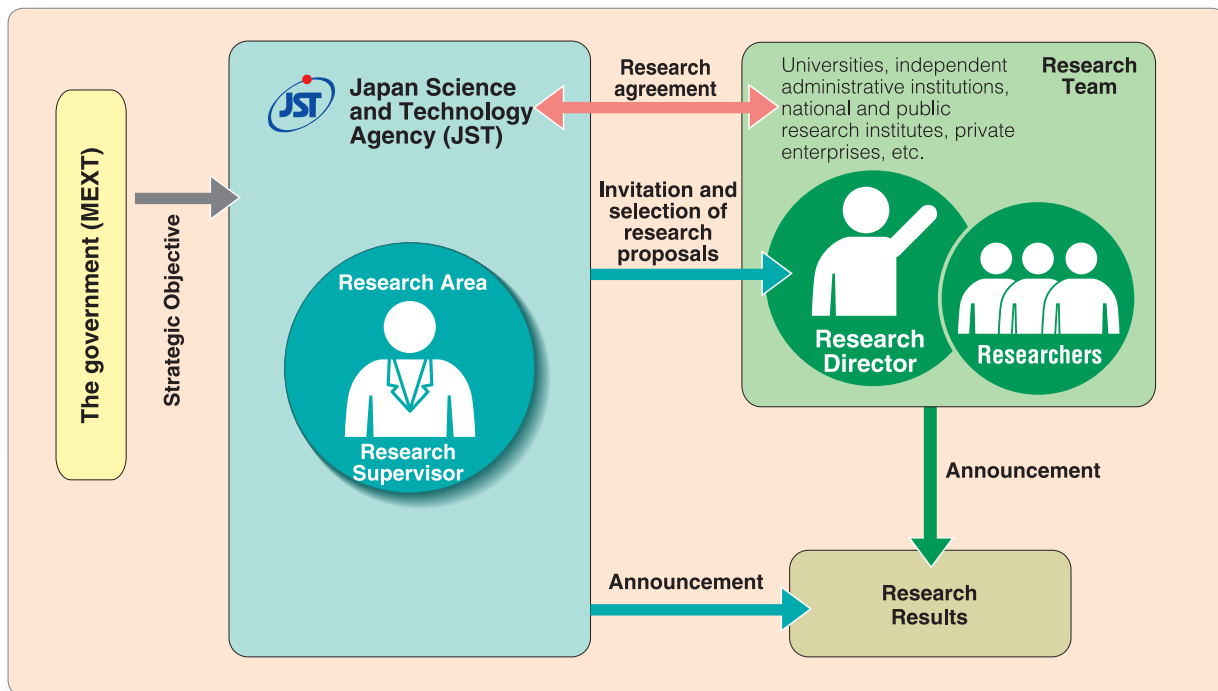 The government (MEXT)
Strategic Objective
JST
Japan Science
and Technology
Agency (JST)
Research Area
Research
Supervisor
Research
agreement
Invitation and
selection of
research
proposals
Announcement
Universities, independent
administrative institutions,
national and public
research institutes, private
enterprises, etc.
Research
Team
Research
Director
Researchers
Announcement
Research
Results